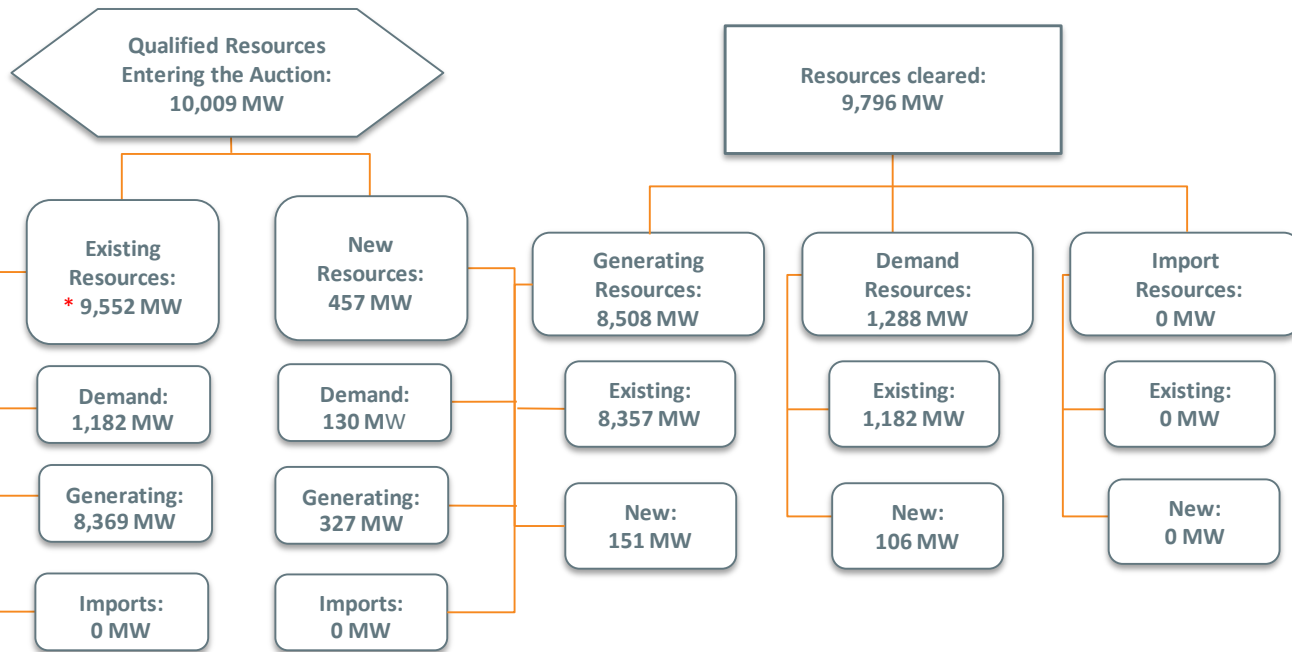 Qualified Resources
Entering the Auction:
10,009 MW
Existing
Resources:
* 9,552 MW
New
Resources:
457 MW
Demand:
1,182 MW
Demand:
130 MW
Generating:
8,369 MW
Generating:
327 MW
Imports:
0 MW
Imports:
0 MW
Resources cleared:
9,796 MW
Generating
Resources:
8,508 MW
Demand
Resources:
1,288 MW
Import
Resources:
0 MW
Existing:
8,357 MW
Existing:
1,182 MW
Existing:
0 MW
New:
151 MW
New:
106 MW
New:
0 MW